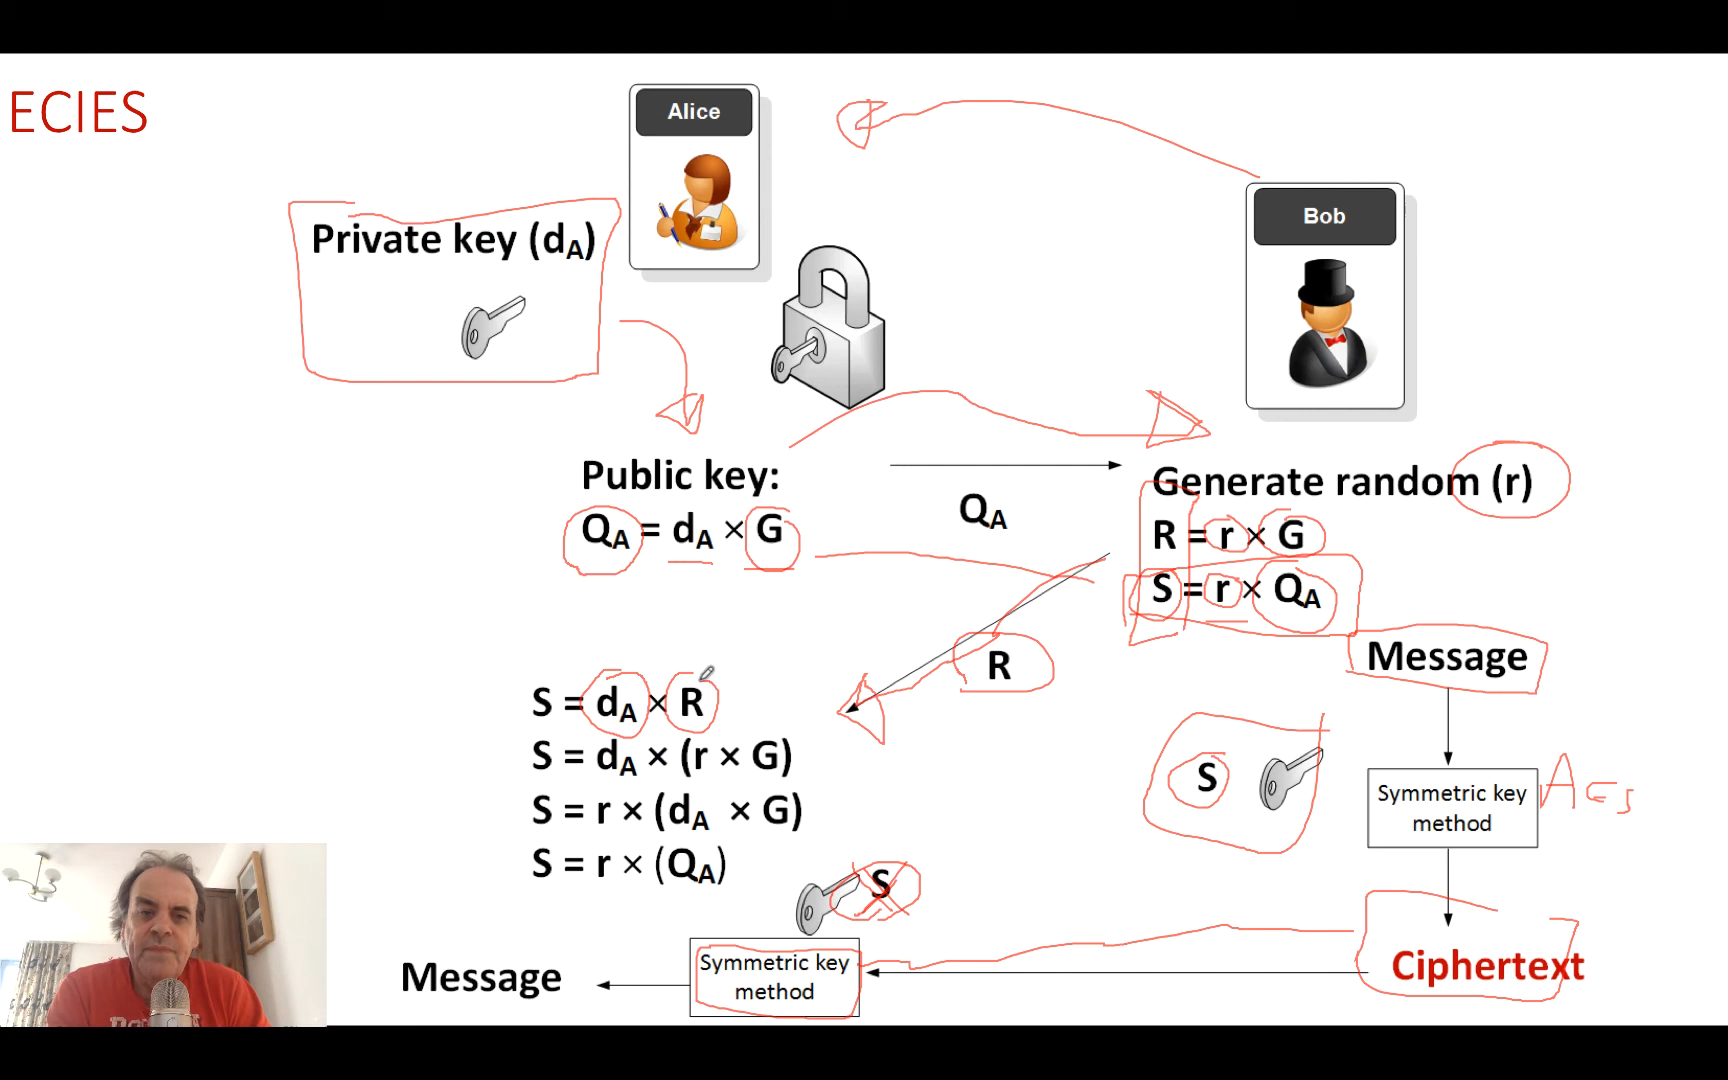 ECIES
Alice
Bob
Private key (dA)
Public key:
QA = dA × G
QA
Generate random (r)
R = r × G
S = r × QA
R
Message
S = dA × R
S = dA × (r × G)
S = r × (dA × G)
S = r × (QA)
S
Symmetric key
method
AES
S
Ciphertext
Symmetric key
method
Message